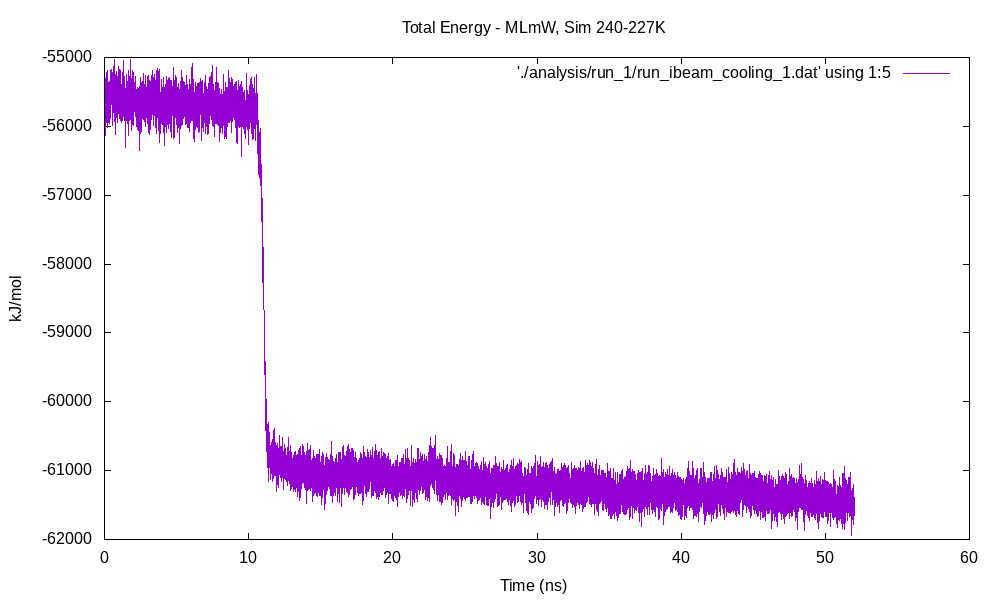 Total Energy - MLmW, Sim 240-227K
'./analysis/run_1/run_ibeam_cooling_1.dat' using 1:5
-55000
-56000
-57000
-58000
-59000
-60000
-61000
-62000
kJ/mol
0 10 20 30 40 50 60
Time (ns)